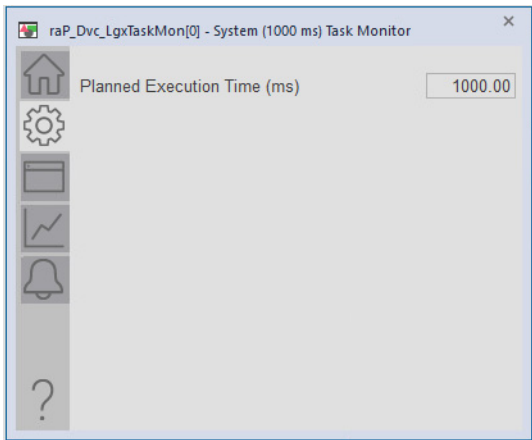 raP_Dvc_LgxTaskMon[0] - System (1000 ms) Task Monitor
Planned Execution Time (ms) 1000.00
?